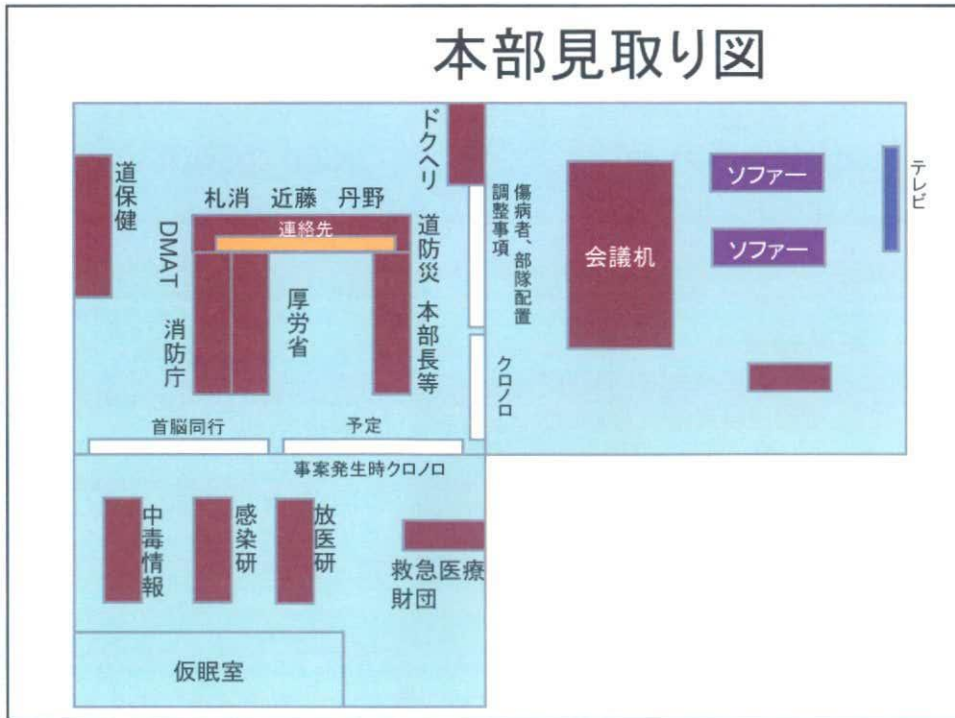 本部見取り図
道保健
札消 近藤 丹野
連絡先
DMAT
消防庁
厚労省
道防災
本部長等
ドクヘリ
傷病者、部隊配置
調整事項
クロノロ
会議机
ソファー
ソファー
テレビ
首脳同行
予定
事案発生時クロノロ
中毒情報
感染研
放医研
救急医療
財団
仮眠室